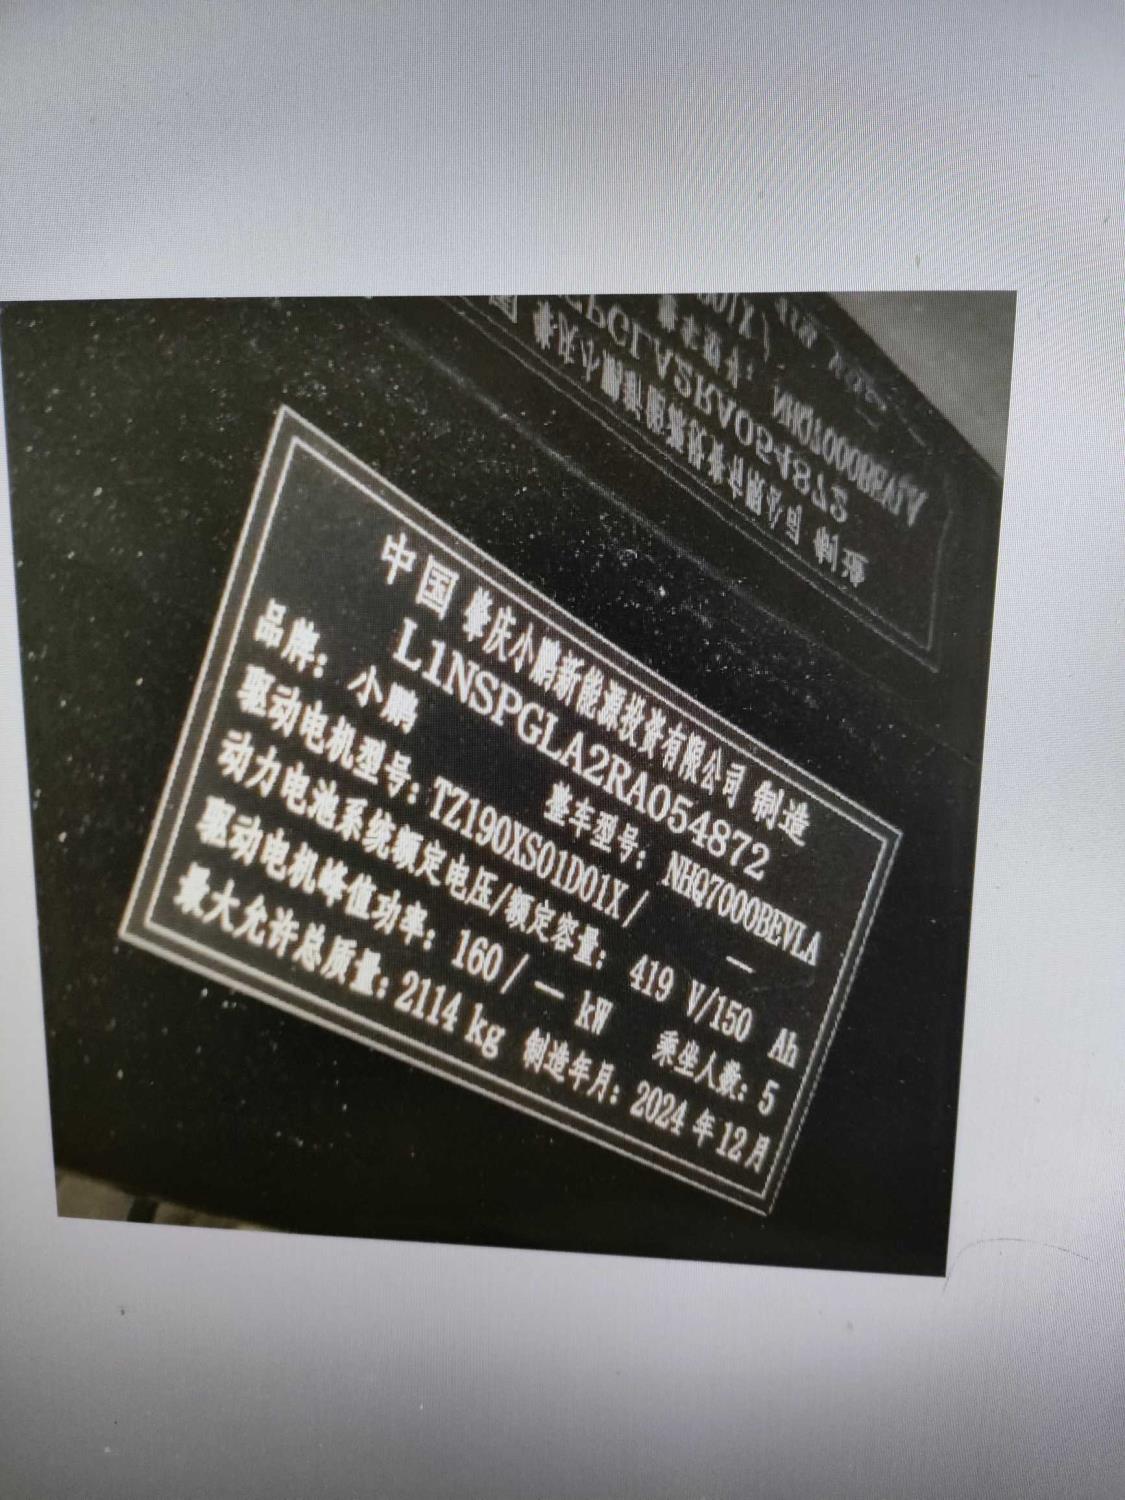 中国 肇庆小鹏新能源投资有限公司 制造
L1NSPGLA2RA054872
品牌：小鹏 整车型号：NHQ7000BEVLA
驱动电机型号：TZ190XS01D01X/ —
动力电池系统额定电压/额定容量：419 V/150 Ah
驱动电机峰值功率：160/— kW 乘坐人数：5
最大允许总质量：2114 kg 制造年月：2024年12月